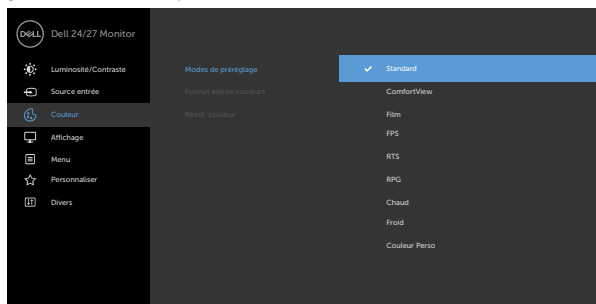 DELL
Dell 24/27 Monitor
Luminosité/Contraste
Source entrée
Couleur
Affichage
Menu
Personnaliser
Divers
Modes de préréglage
Format entrée couleurs
Réinit. couleur
Standard
ComfortView
Film
FPS
RTS
RPG
Chaud
Froid
Couleur Perso